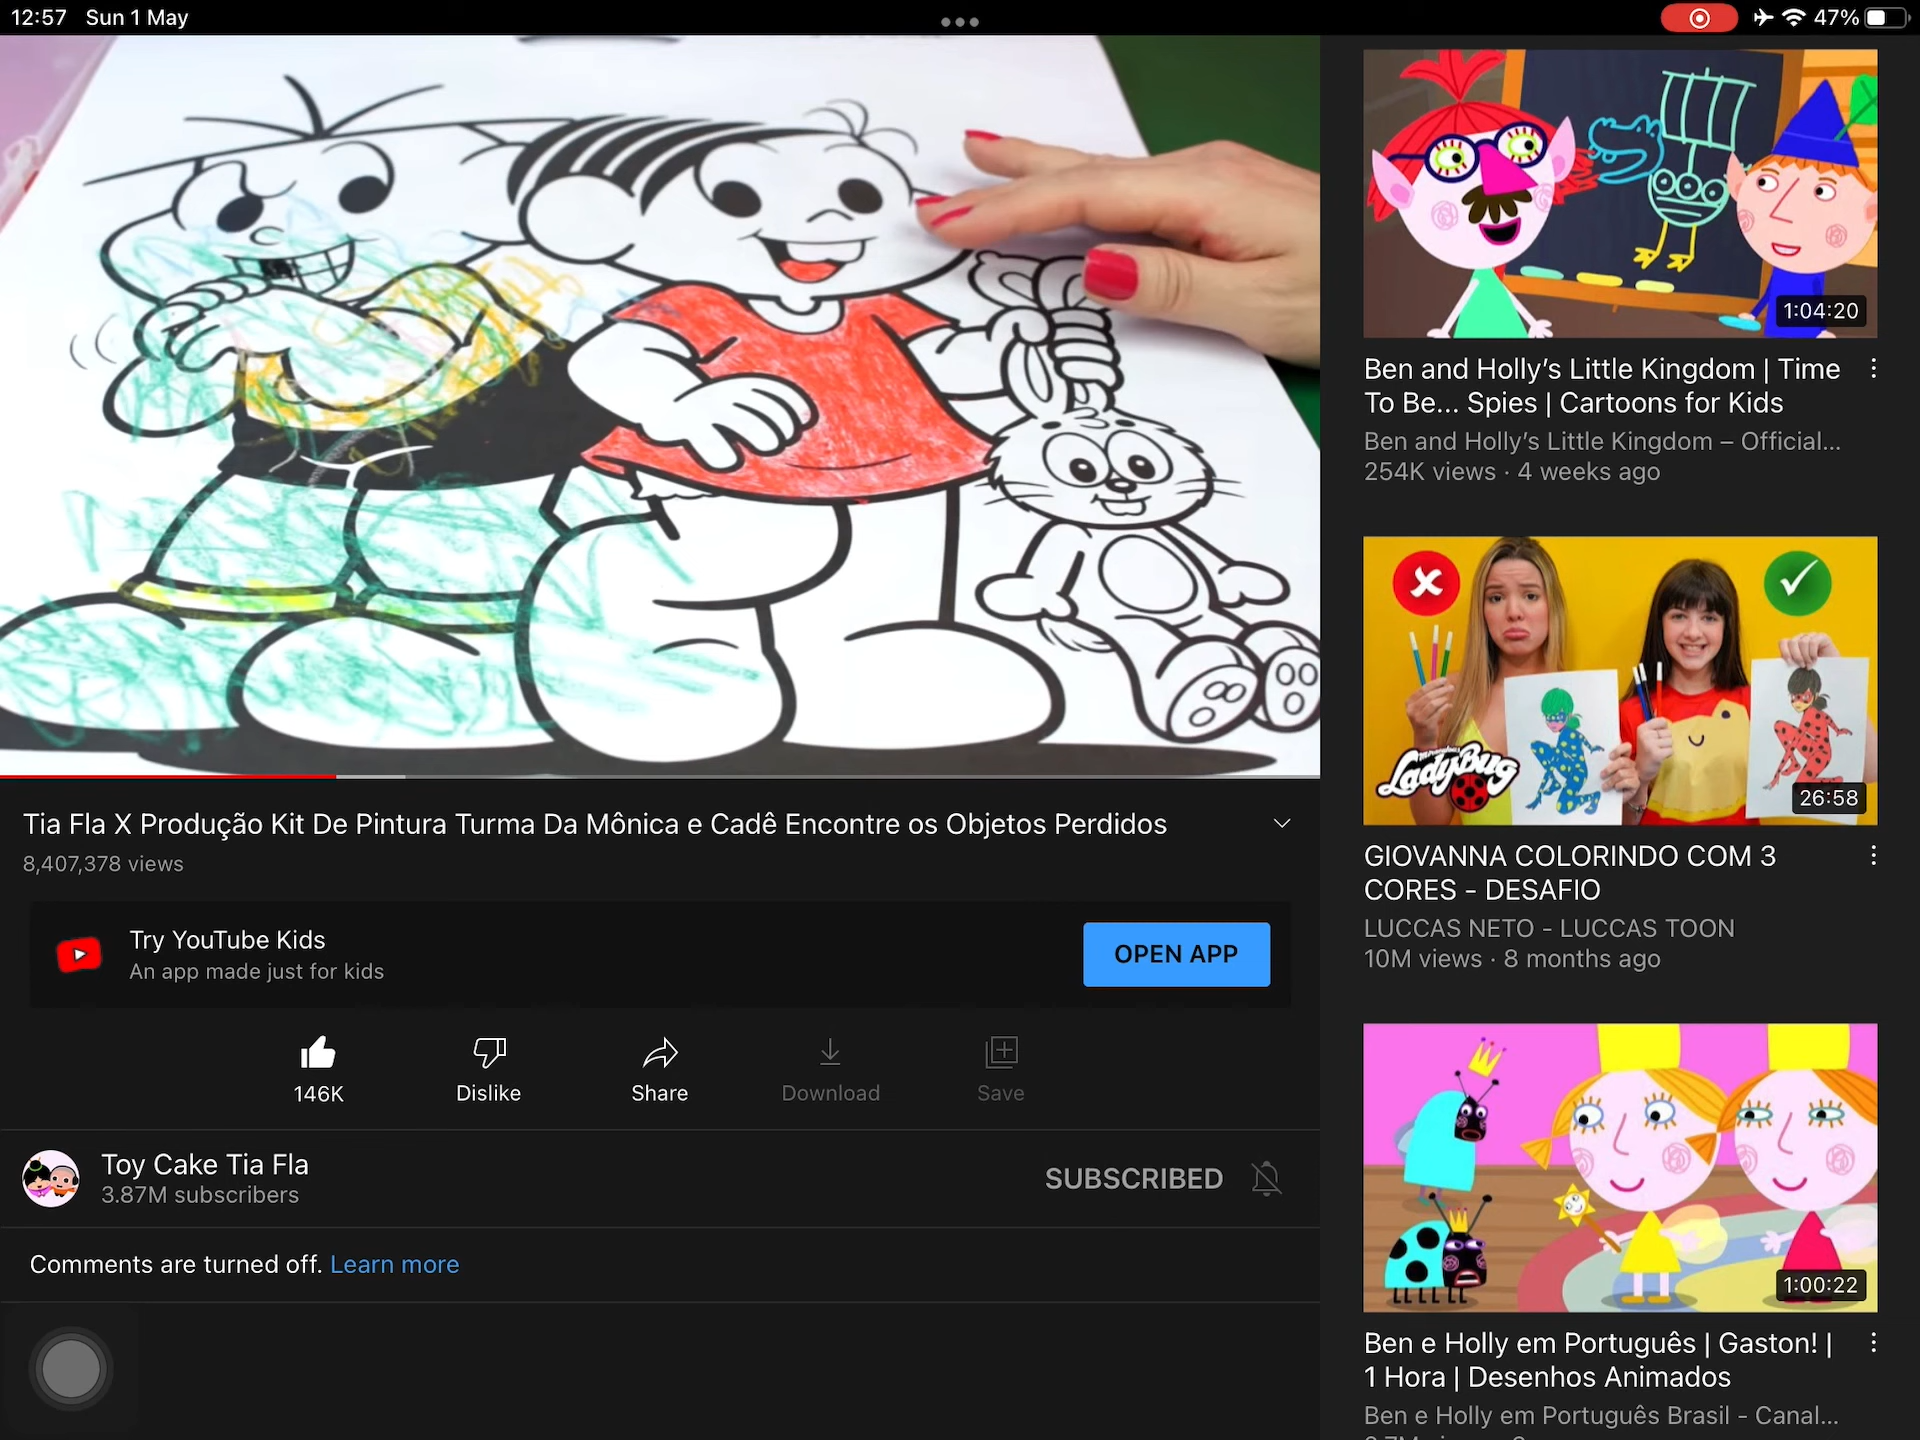 12:57 Sun 1 May
47%
Tia Fla X Produção Kit De Pintura Turma Da Mônica e Cadê Encontre os Objetos Perdidos
8,407,378 views
Try YouTube Kids
An app made just for kids
OPEN APP
146K
Dislike
Share
Download
Save
Toy Cake Tia Fla
3.87M subscribers
SUBSCRIBED
Comments are turned off. Learn more
1:04:20
Ben and Holly’s Little Kingdom | Time
To Be... Spies | Cartoons for Kids
Ben and Holly’s Little Kingdom – Official...
254K views · 4 weeks ago
LadyBug
26:58
GIOVANNA COLORINDO COM 3
CORES - DESAFIO
LUCCAS NETO - LUCCAS TOON
10M views · 8 months ago
1:00:22
Ben e Holly em Português | Gaston! |
1 Hora | Desenhos Animados
Ben e Holly em Português Brasil - Canal...